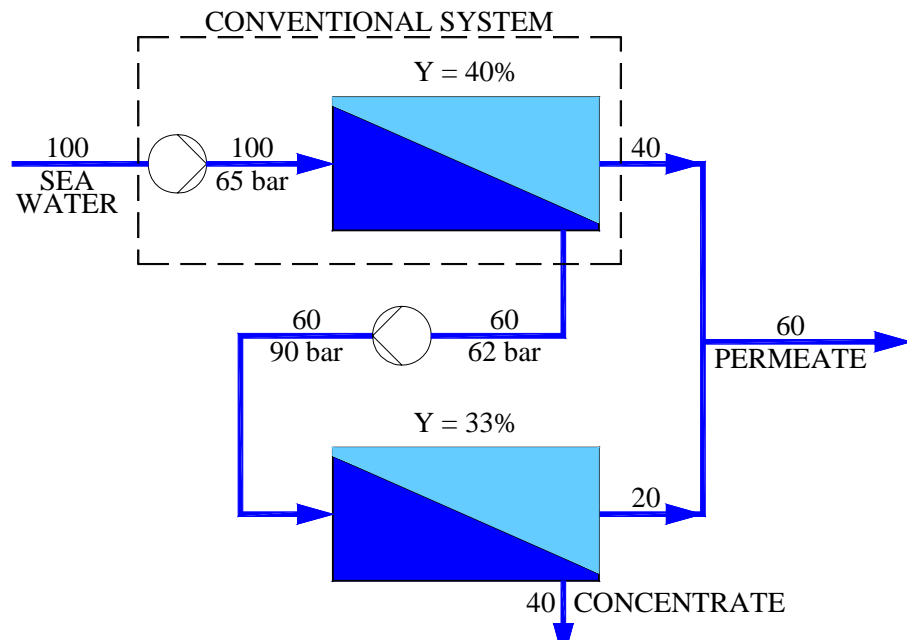 CONVENTIONAL SYSTEM
Y = 40%
100
SEA
WATER
100
65 bar
40
60
90 bar
60
62 bar
60
PERMEATE
Y = 33%
20
40 CONCENTRATE